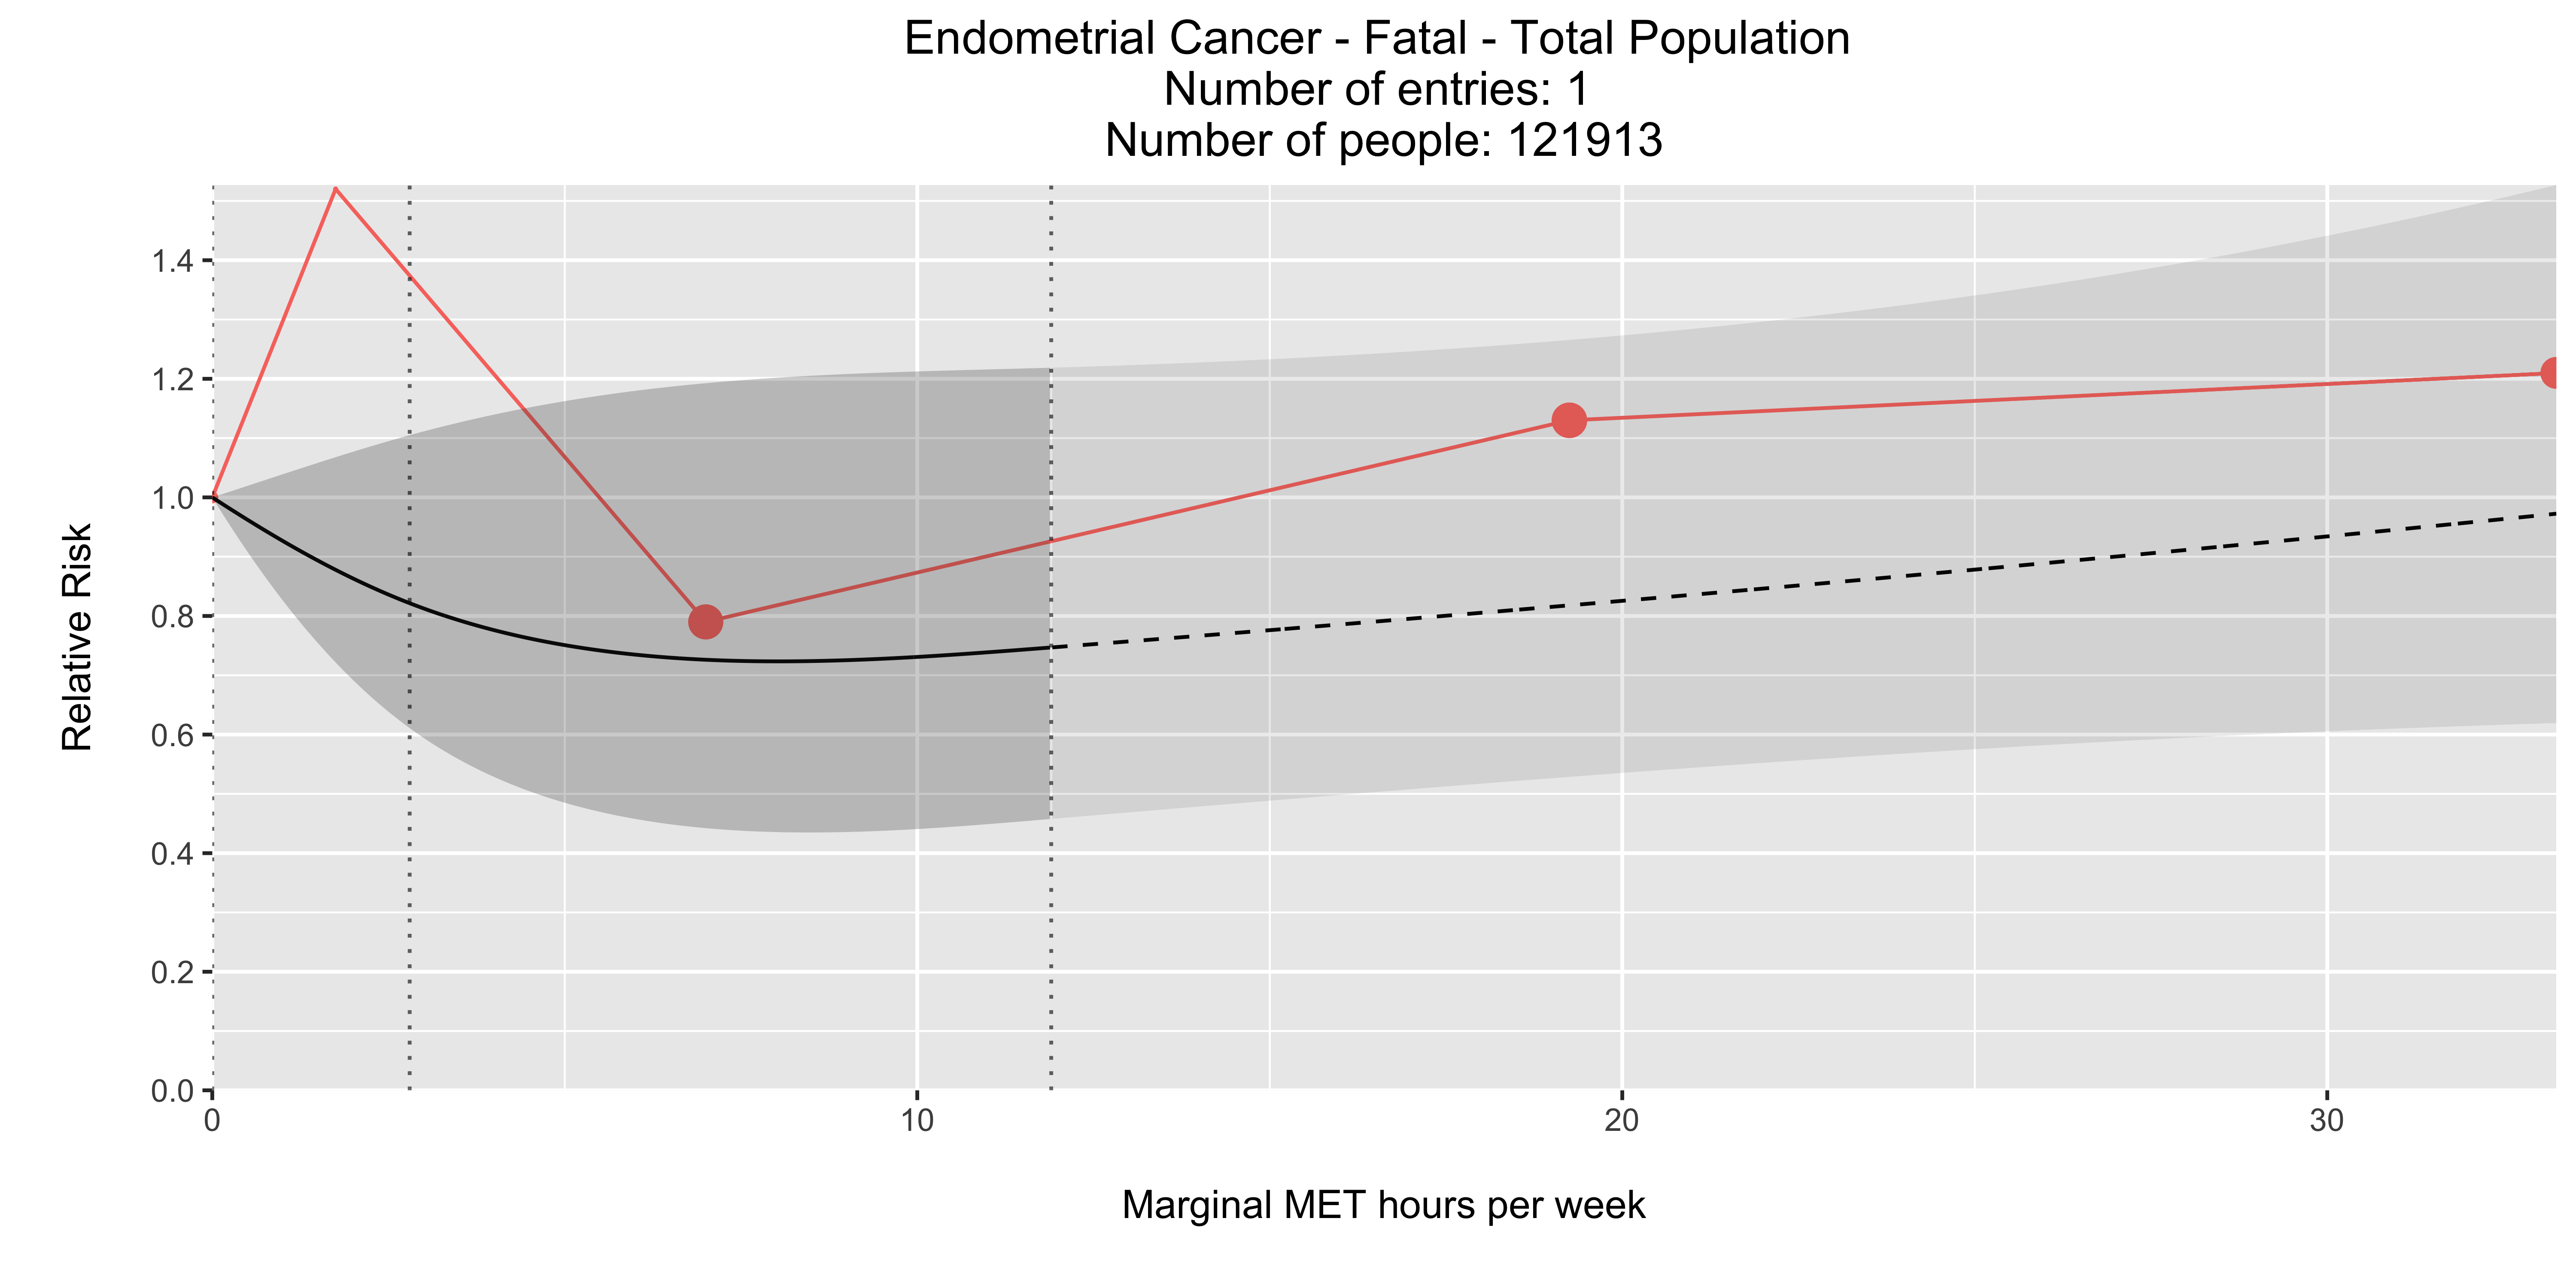 Endometrial Cancer - Fatal - Total Population
Number of entries: 1
Number of people: 121913
Relative Risk
1.4
1.2
1.0
0.8
0.6
0.4
0.2
0.0
0 10 20 30
Marginal MET hours per week